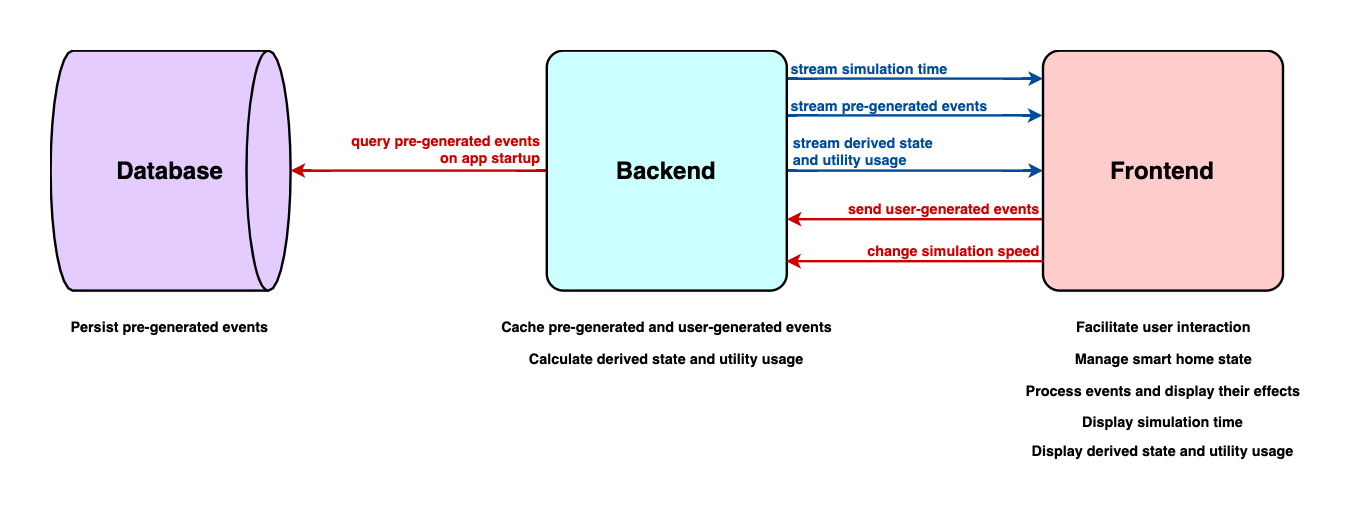 Database
query pre-generated events
on app startup
Backend
stream simulation time
stream pre-generated events
stream derived state
and utility usage
send user-generated events
change simulation speed
Frontend
Persist pre-generated events
Cache pre-generated and user-generated events
Calculate derived state and utility usage
Facilitate user interaction
Manage smart home state
Process events and display their effects
Display simulation time
Display derived state and utility usage